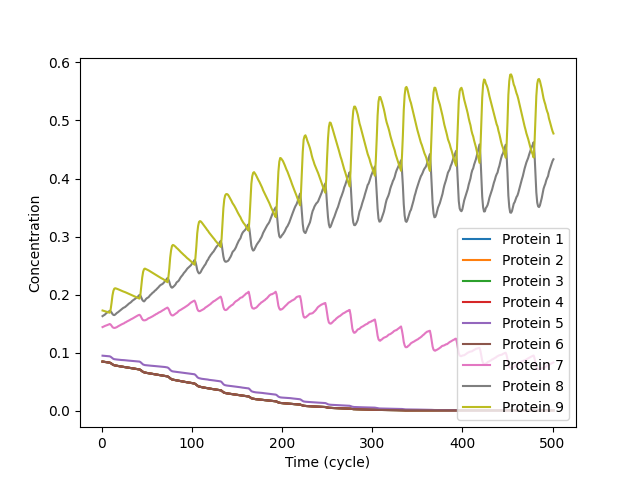 0.6
0.5
0.4
0.3
0.2
0.1
0.0
Concentration
0
100
200
300
400
500
Time (cycle)
Protein 1
Protein 2
Protein 3
Protein 4
Protein 5
Protein 6
Protein 7
Protein 8
Protein 9